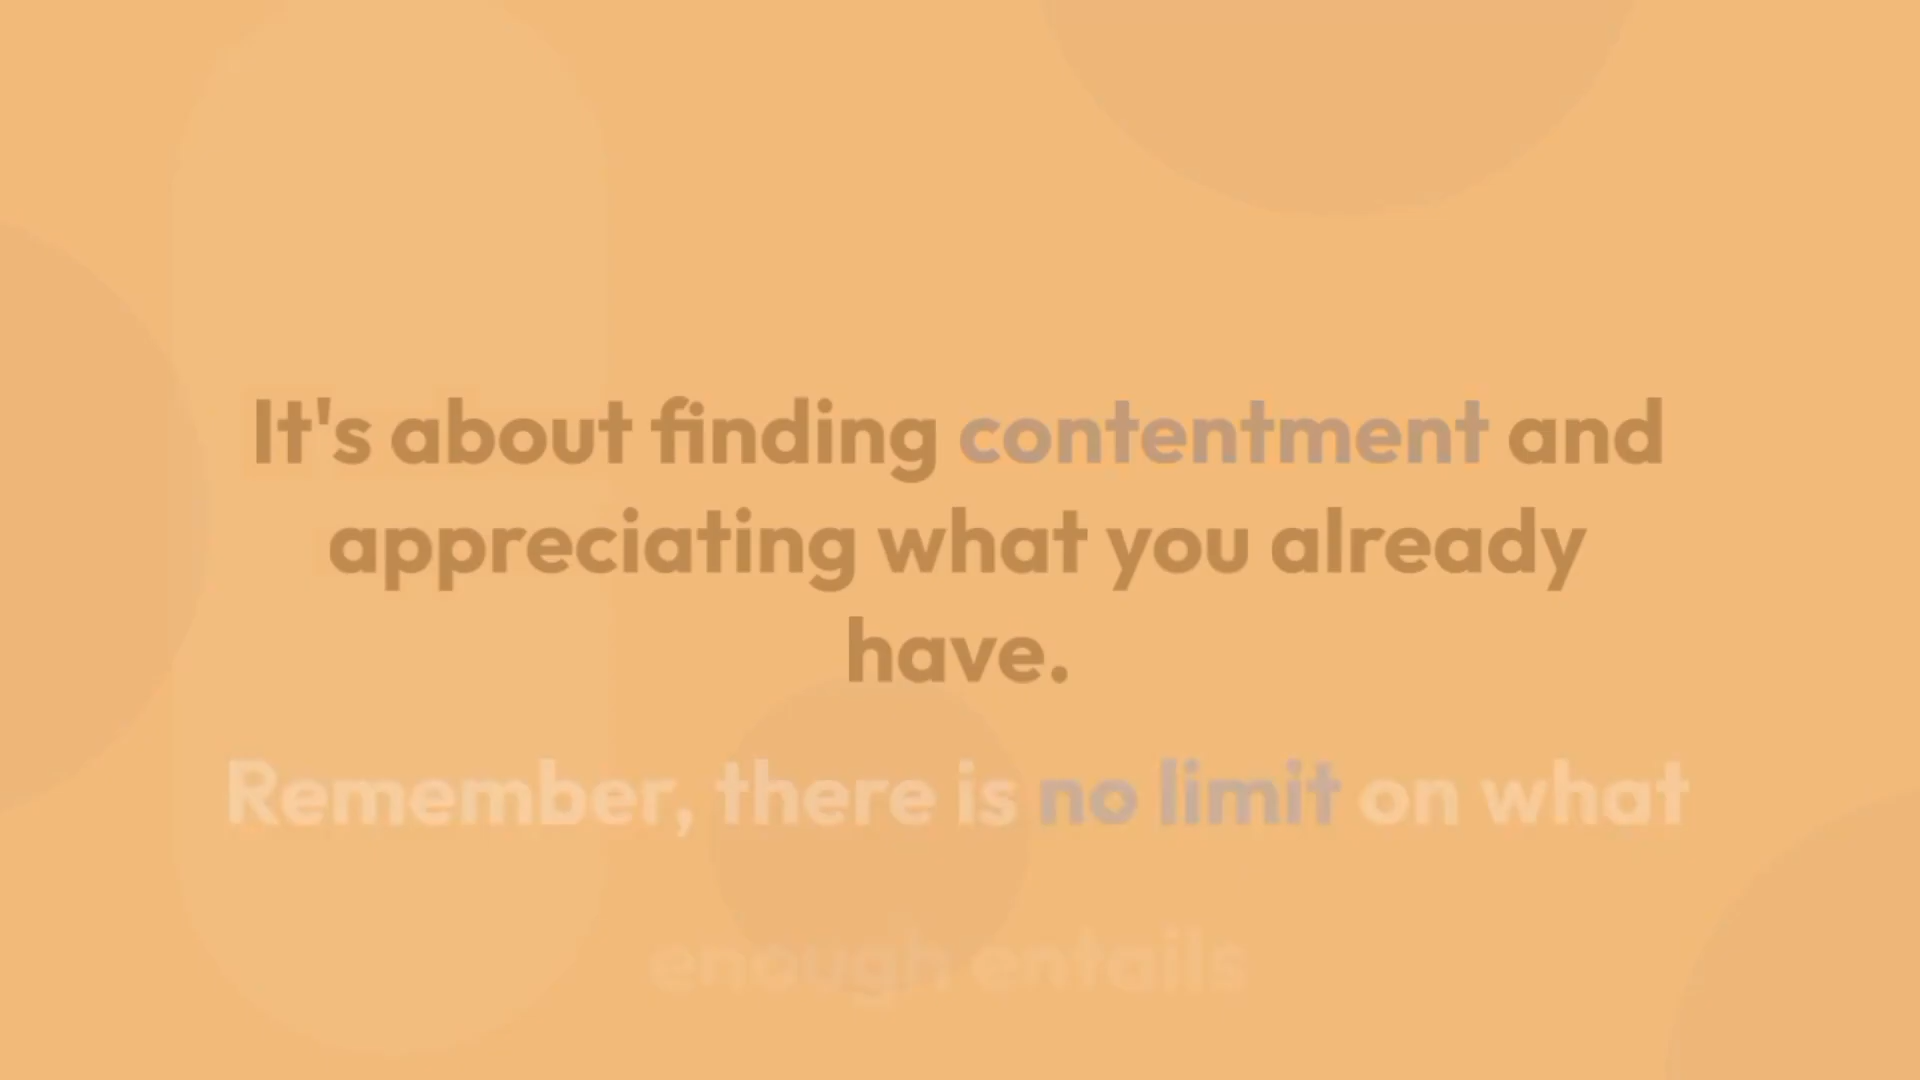 It's about finding contentment and
appreciating what you already
have.
Remember, there is no limit on what
enough entails